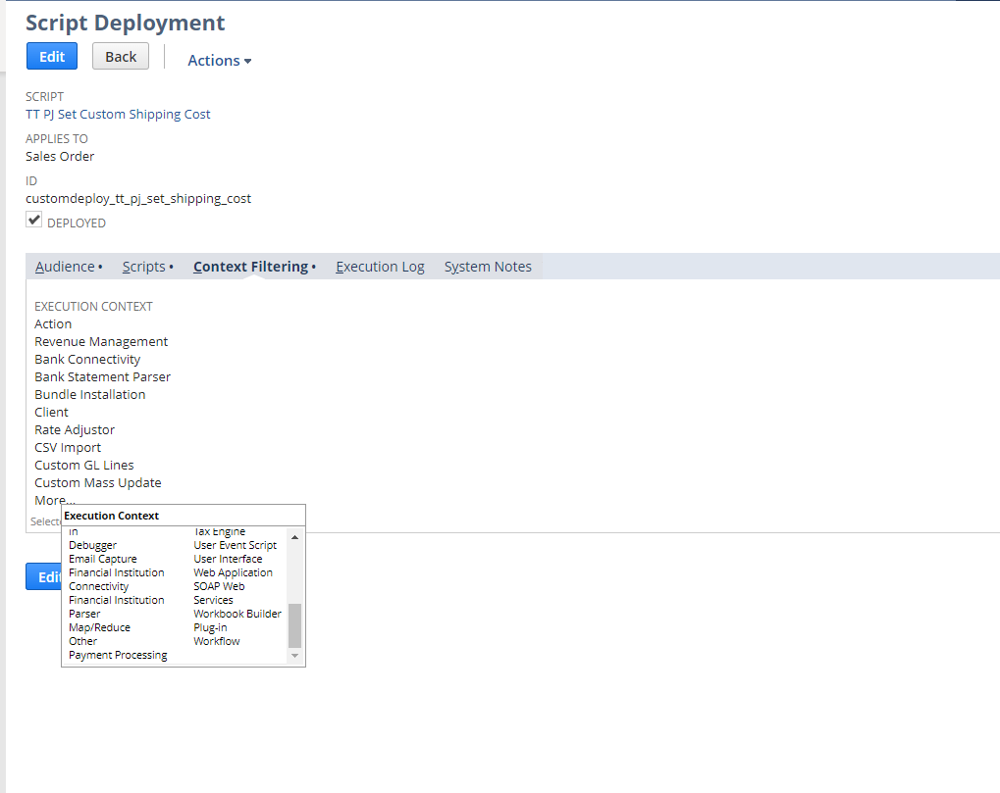 Script Deployment
Edit
Back
Actions
SCRIPT
TT PJ Set Custom Shipping Cost
APPLIES TO
Sales Order
ID
customdeploy_tt_pj_set_shipping_cost
DEPLOYED
Audience •
Scripts •
Context Filtering •
Execution Log
System Notes
EXECUTION CONTEXT
Action
Revenue Management
Bank Connectivity
Bank Statement Parser
Bundle Installation
Client
Rate Adjustor
CSV Import
Custom GL Lines
Custom Mass Update
More...
Execution Context
in
Debugger
Email Capture
Financial Institution
Connectivity
Financial Institution
Parser
Map/Reduce
Other
Payment Processing
Tax Engine
User Event Script
User Interface
Web Application
SOAP Web
Services
Workbook Builder
Plug-in
Workflow
Edit